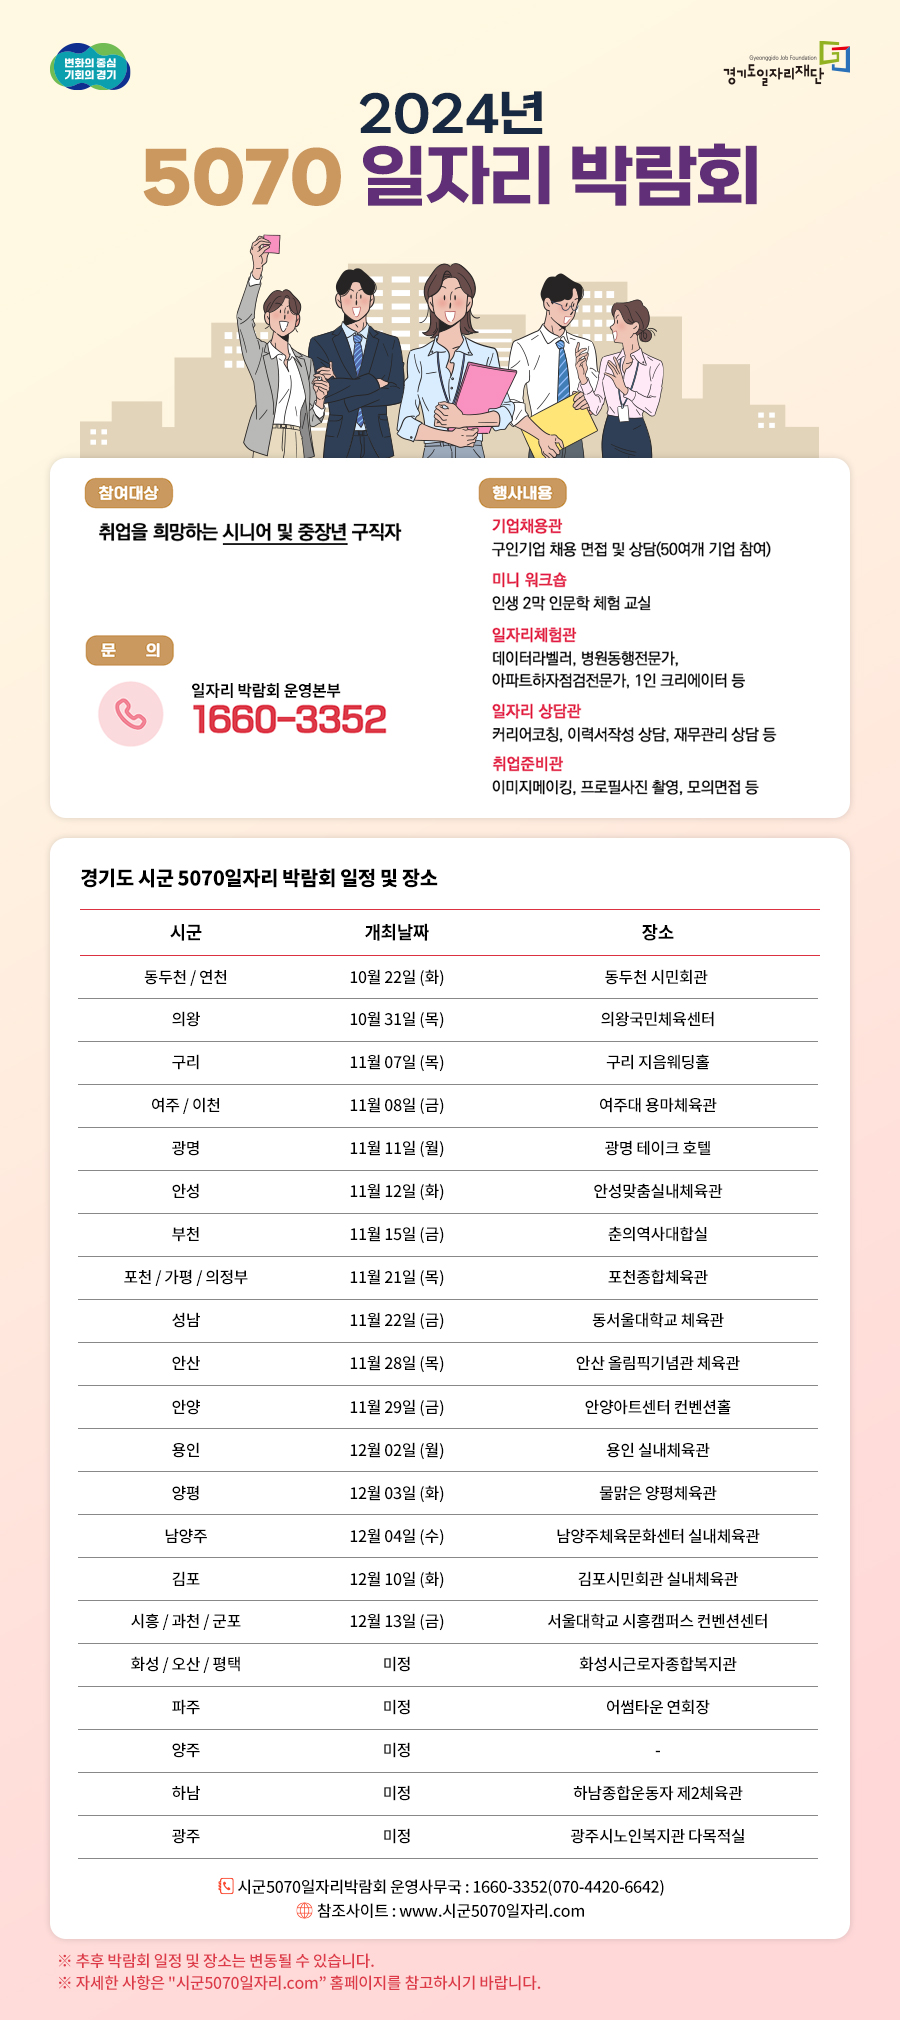 변화의 중심
기회의 경기
Gyeonggido Job Foundation
경기도일자리재단
2024년
5070 일자리 박람회
참여대상
취업을 희망하는 시니어 및 중장년 구직자
문 의
일자리 박람회 운영본부
1660-3352
행사내용
기업채용관
구인기업 채용 면접 및 상담(50여개 기업 참여)
미니 워크숍
인생 2막 인문학 체험 교실
일자리체험관
데이터라벨러, 병원동행전문가,
아파트하자점검전문가, 1인 크리에이터 등
일자리 상담관
커리어코칭, 이력서작성 상담, 재무관리 상담 등
취업준비관
이미지메이킹, 프로필사진 촬영, 모의면접 등
경기도 시군 5070일자리 박람회 일정 및 장소
시군 개최날짜 장소
동두천 / 연천 10월 22일 (화) 동두천 시민회관
의왕 10월 31일 (목) 의왕국민체육센터
구리 11월 07일 (목) 구리 지음웨딩홀
여주 / 이천 11월 08일 (금) 여주대 용마체육관
광명 11월 11일 (월) 광명 테이크 호텔
안성 11월 12일 (화) 안성맞춤실내체육관
부천 11월 15일 (금) 춘의역사대합실
포천 / 가평 / 의정부 11월 21일 (목) 포천종합체육관
성남 11월 22일 (금) 동서울대학교 체육관
안산 11월 28일 (목) 안산 올림픽기념관 체육관
안양 11월 29일 (금) 안양아트센터 컨벤션홀
용인 12월 02일 (월) 용인 실내체육관
양평 12월 03일 (화) 물맑은 양평체육관
남양주 12월 04일 (수) 남양주체육문화센터 실내체육관
김포 12월 10일 (화) 김포시민회관 실내체육관
시흥 / 과천 / 군포 12월 13일 (금) 서울대학교 시흥캠퍼스 컨벤션센터
화성 / 오산 / 평택 미정 화성시근로자종합복지관
파주 미정 어썸타운 연회장
양주 미정 -
하남 미정 하남종합운동자 제2체육관
광주 미정 광주시노인복지관 다목적실
시군5070일자리박람회 운영사무국 : 1660-3352(070-4420-6642)
참조사이트 : www.시군5070일자리.com
※ 추후 박람회 일정 및 장소는 변동될 수 있습니다.
※ 자세한 사항은 "시군5070일자리.com” 홈페이지를 참고하시기 바랍니다.